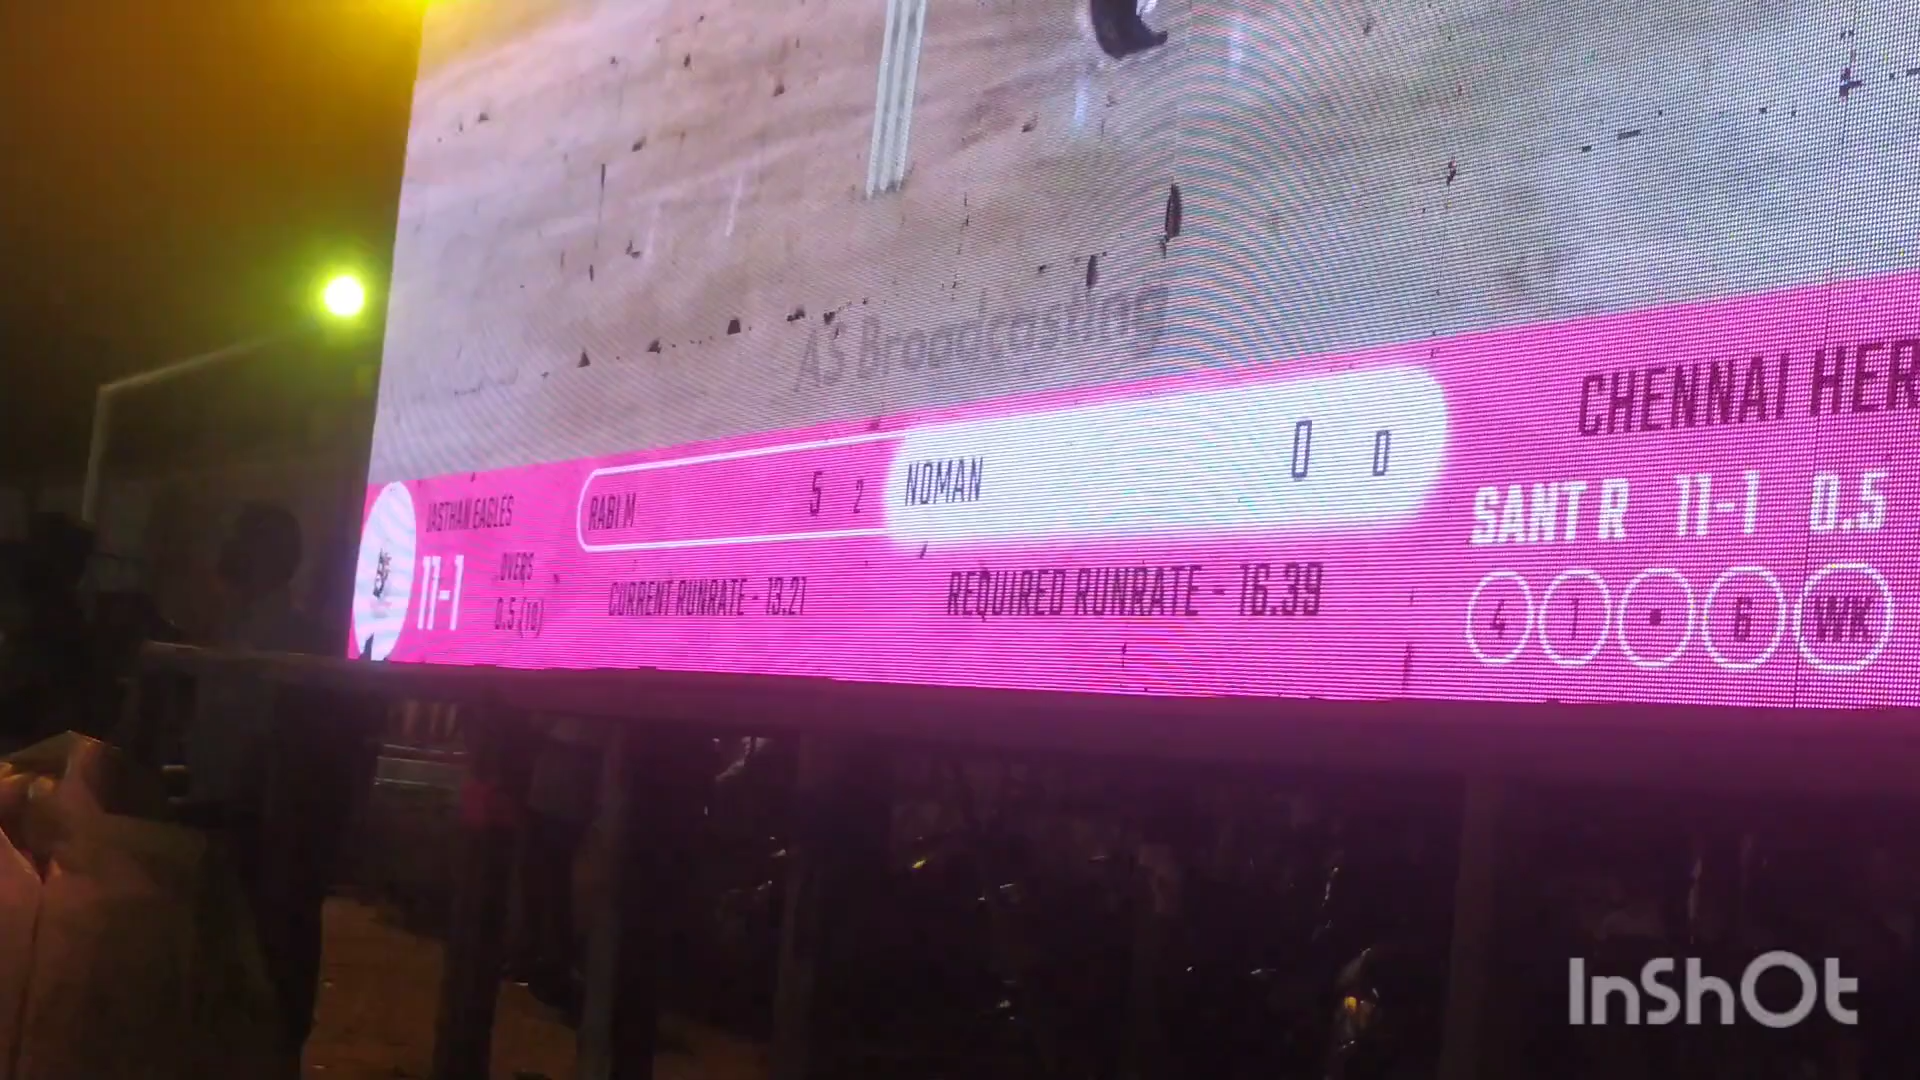 AS Broadcasting
JASTHAN EAGLES
11-1
OVERS
0.5 (10)
RABI M 5 2
NOMAN 0 0
CURRENT RUNRATE - 13.21
REQUIRED RUNRATE - 16.39
CHENNAI HER
SANT R 11-1 0.5
4 1 • 6 WK
InShOt